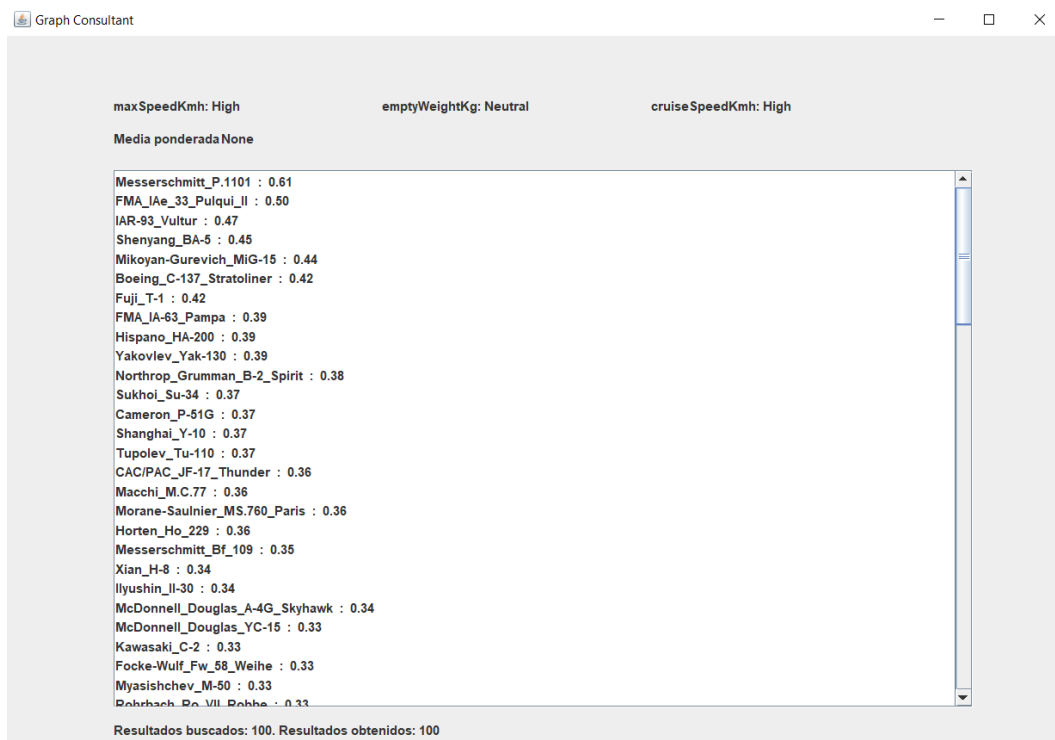 Graph Consultant
maxSpeedKmh: High emptyWeightKg: Neutral cruiseSpeedKmh: High
Media ponderada None
Messerschmitt_P.1101 : 0.61
FMA_IAe_33_Pulqui_II : 0.50
IAR-93_Vultur : 0.47
Shenyang_BA-5 : 0.45
Mikoyan-Gurevich_MiG-15 : 0.44
Boeing_C-137_Stratoliner : 0.42
Fuji_T-1 : 0.42
FMA_IA-63_Pampa : 0.39
Hispano_HA-200 : 0.39
Yakovlev_Yak-130 : 0.39
Northrop_Grumman_B-2_Spirit : 0.38
Sukhoi_Su-34 : 0.37
Cameron_P-51G : 0.37
Shanghai_Y-10 : 0.37
Tupolev_Tu-110 : 0.37
CAC/PAC_JF-17_Thunder : 0.36
Macchi_M.C.77 : 0.36
Morane-Saulnier_MS.760_Paris : 0.36
Horten_Ho_229 : 0.36
Messerschmitt_Bf_109 : 0.35
Xian_H-8 : 0.34
Ilyushin_Il-30 : 0.34
McDonnell_Douglas_A-4G_Skyhawk : 0.34
McDonnell_Douglas_YC-15 : 0.33
Kawasaki_C-2 : 0.33
Focke-Wulf_Fw_58_Weihe : 0.33
Myasishchev_M-50 : 0.33
Rohrbach_Ro_VII_Robbe : 0.33
Resultados buscados: 100. Resultados obtenidos: 100